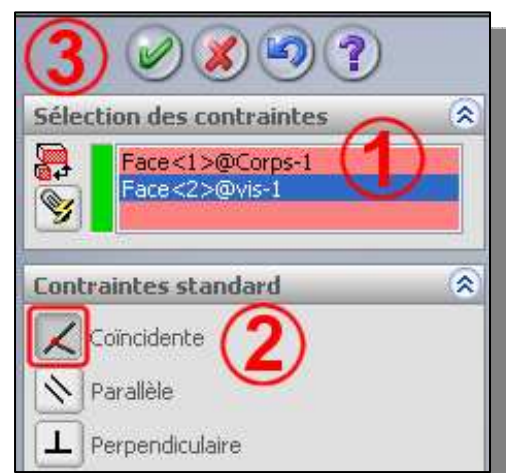 3 ?
Sélection des contraintes
Face<1>@Corps-1 1
Face<2>@vis-1
Contraintes standard
Coïncidente 2
Parallèle
Perpendiculaire